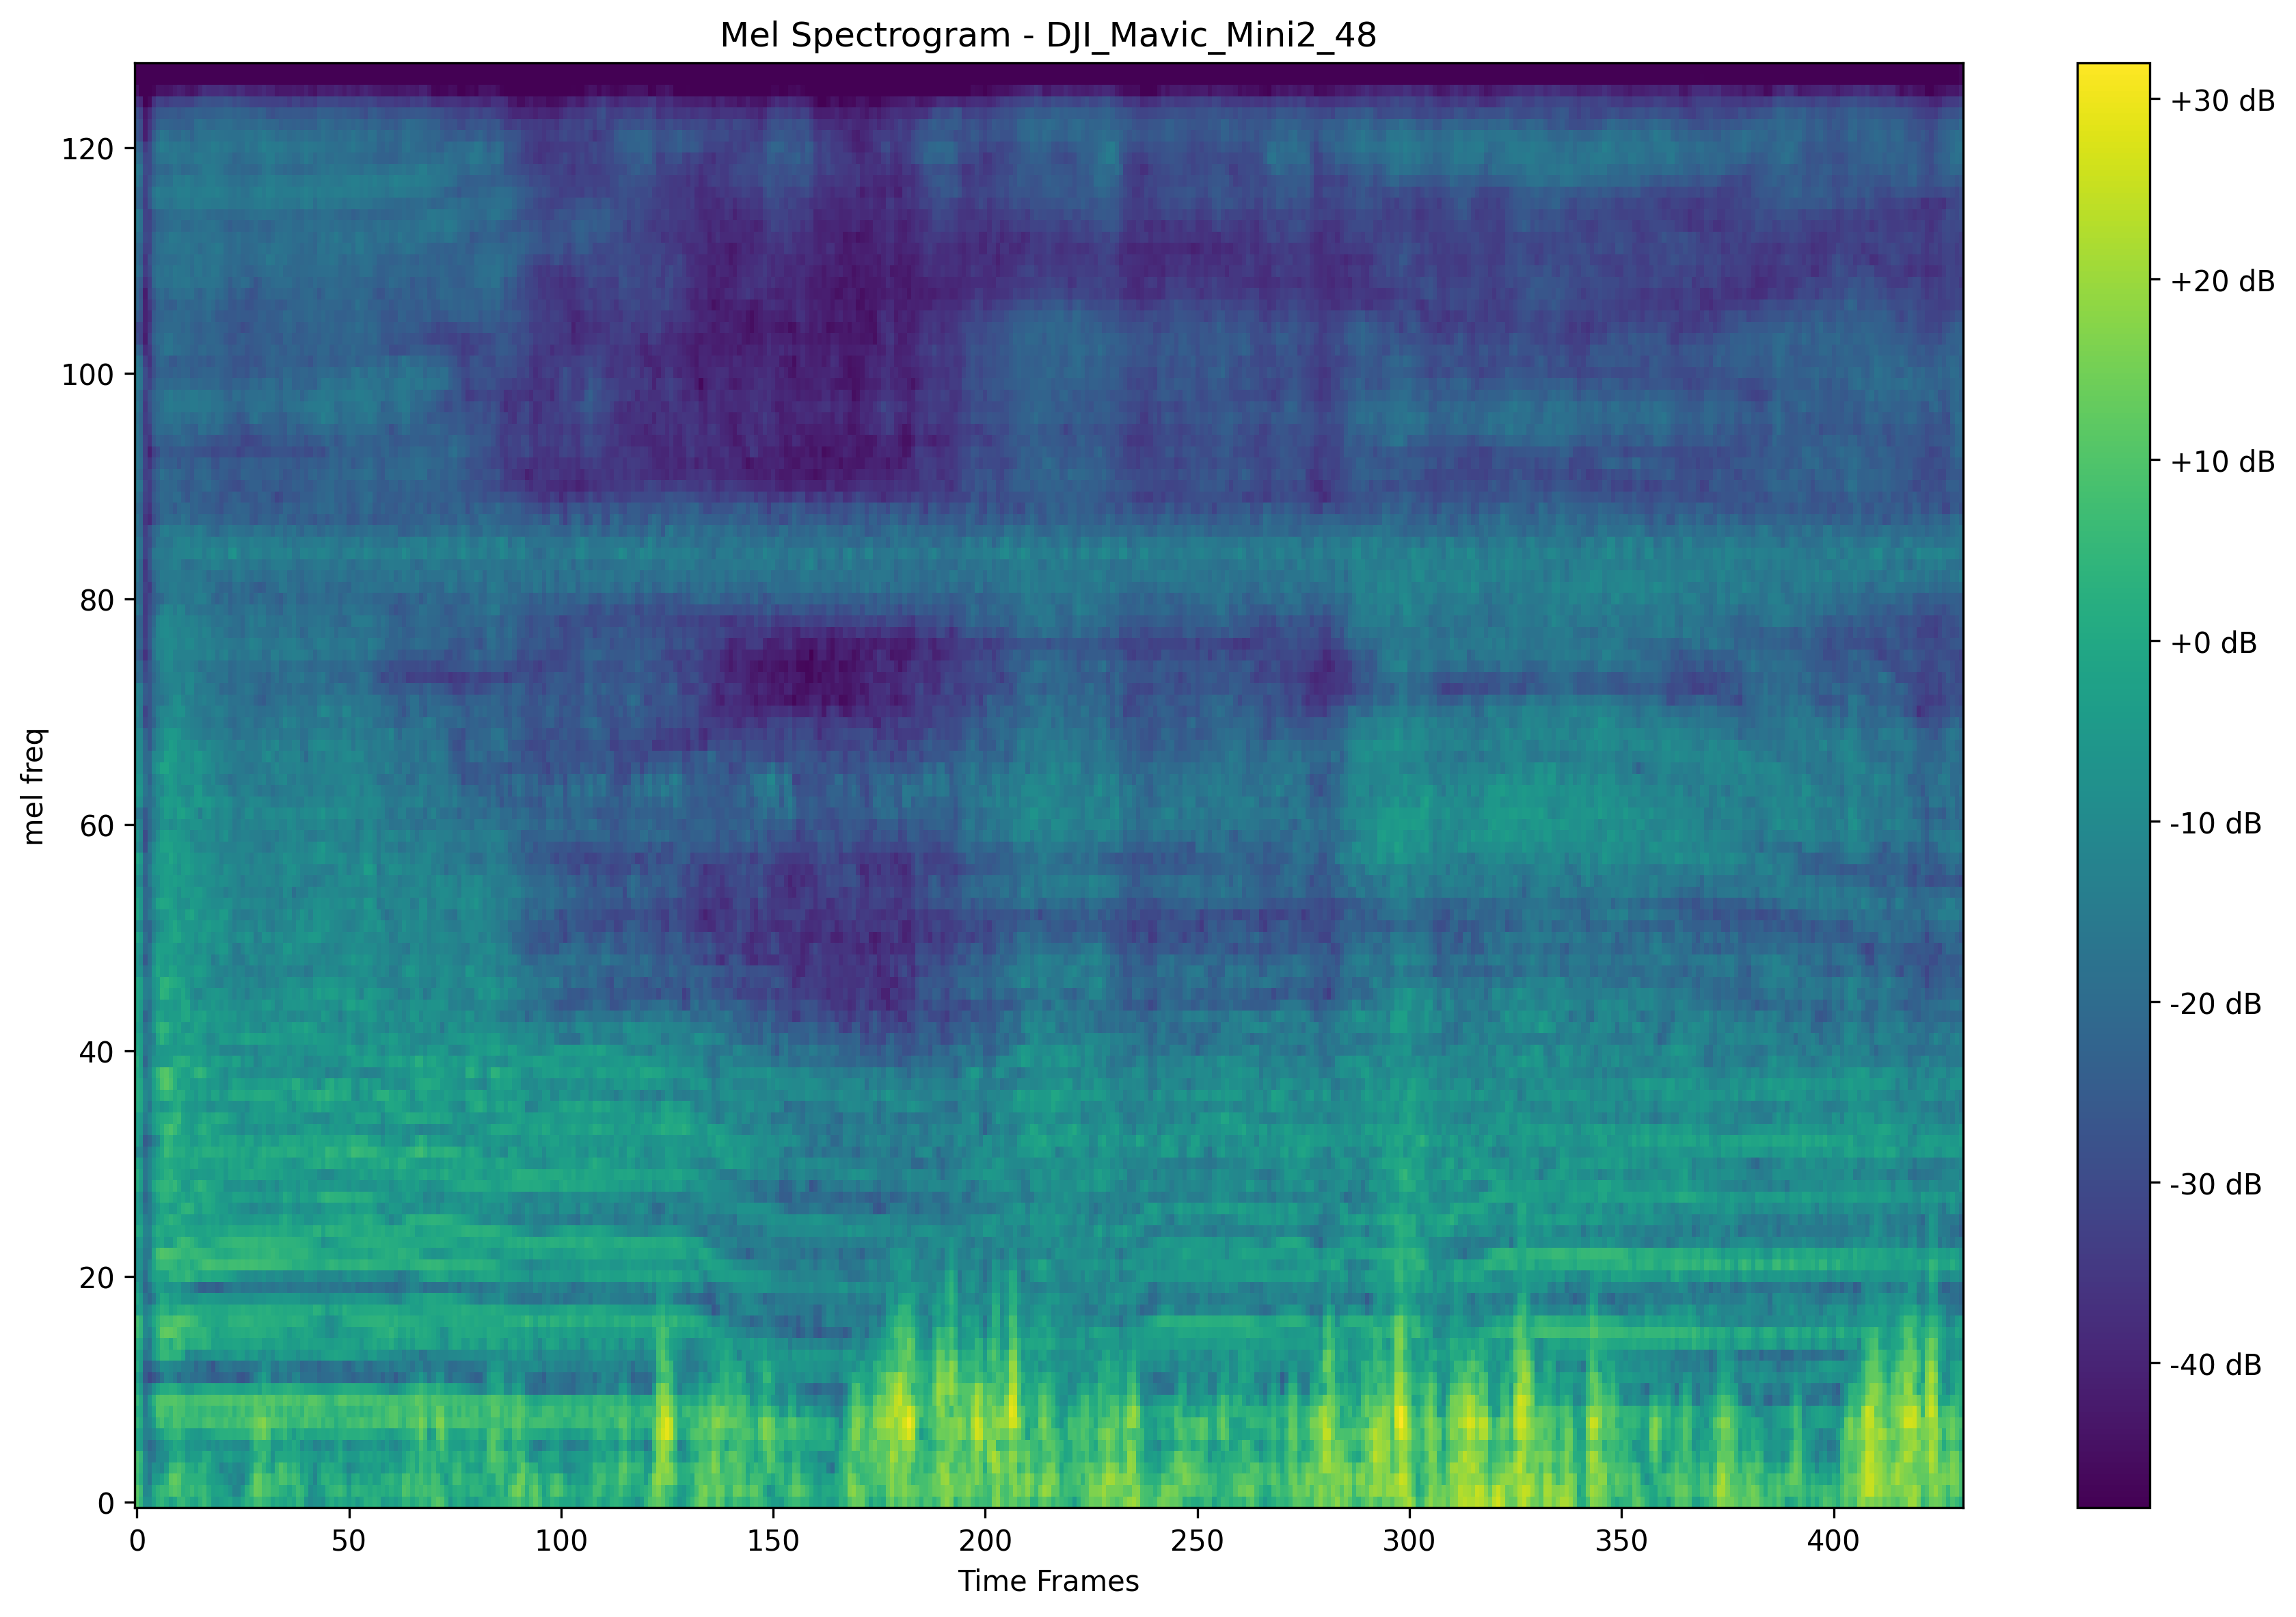 Mel Spectrogram - DJI_Mavic_Mini2_48
mel freq
120
100
80
60
40
20
0
0 50 100 150 200 250 300 350 400
Time Frames
+30 dB
+20 dB
+10 dB
+0 dB
-10 dB
-20 dB
-30 dB
-40 dB